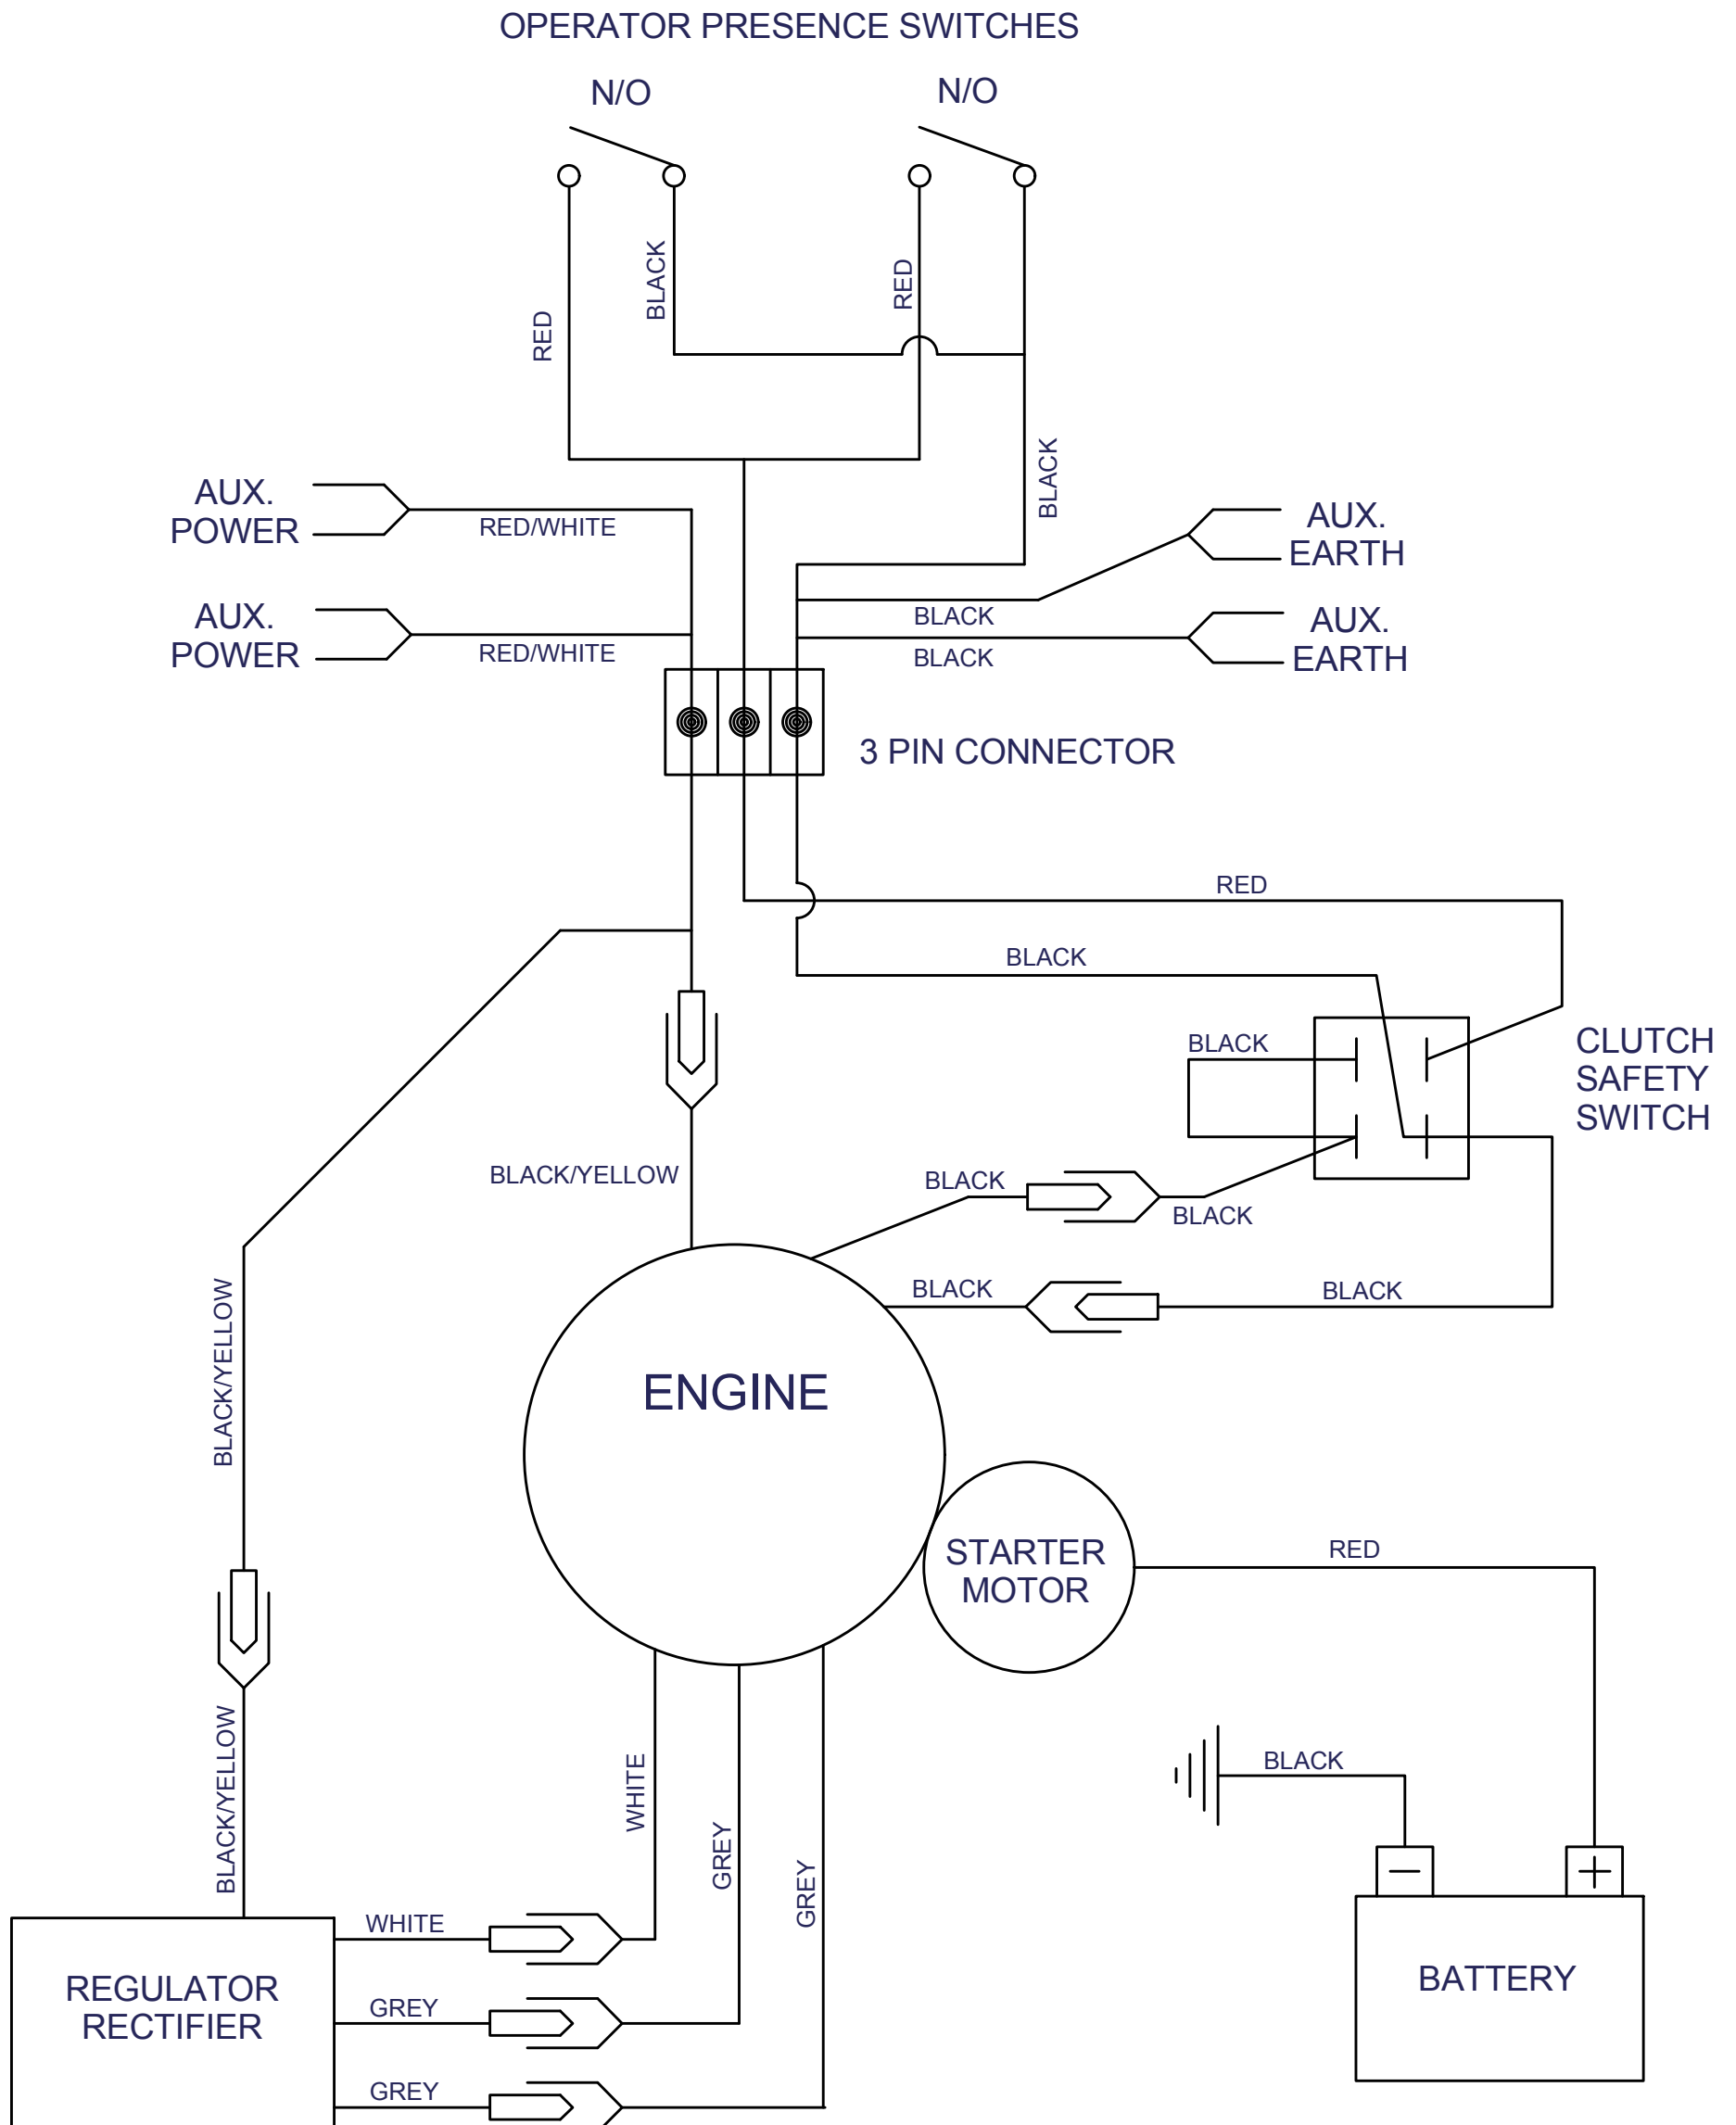 OPERATOR PRESENCE SWITCHES
N/O
N/O
BLACK
RED
RED
BLACK
AUX.
POWER
RED/WHITE
AUX.
EARTH
BLACK
AUX.
POWER
RED/WHITE
AUX.
EARTH
BLACK
3 PIN CONNECTOR
RED
BLACK
BLACK
CLUTCH
SAFETY
SWITCH
BLACK/YELLOW
BLACK
BLACK
BLACK
BLACK
BLACK/YELLOW
ENGINE
STARTER
MOTOR
RED
BLACK/YELLOW
WHITE
GREY
GREY
BLACK
−
+
WHITE
REGULATOR
RECTIFIER
BATTERY
GREY
GREY